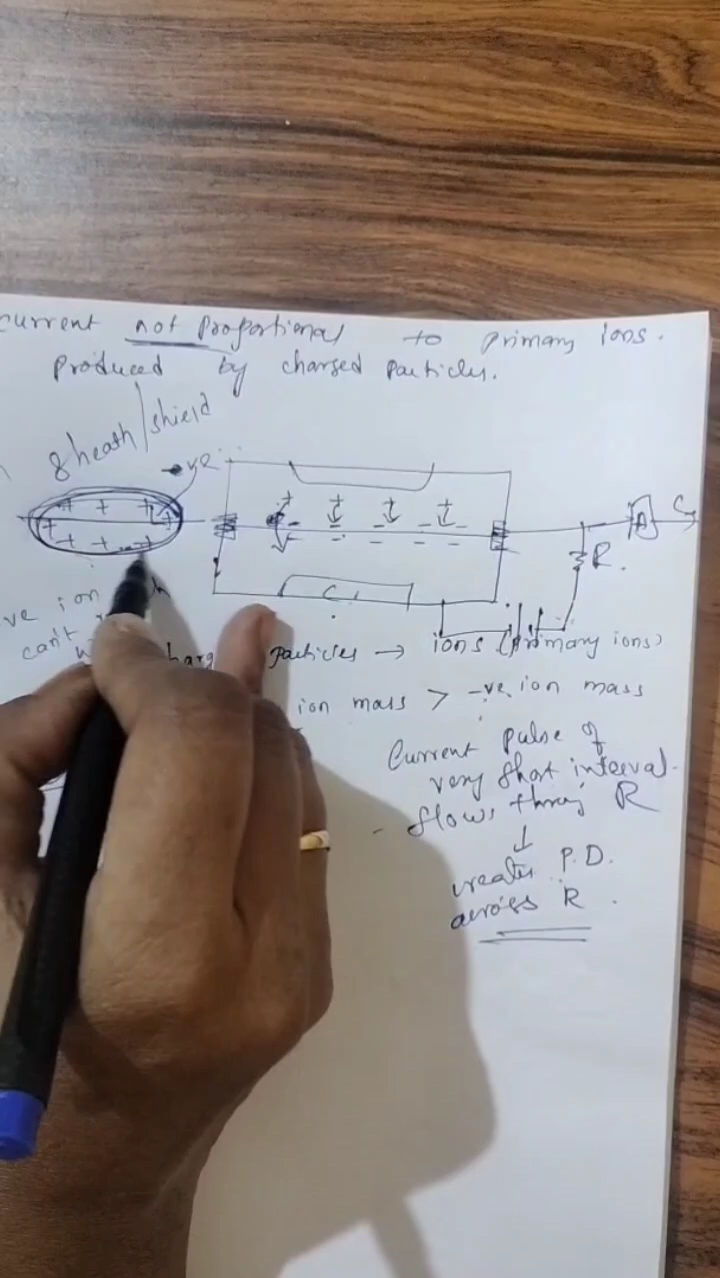 current not proportional to primary ions.
produced by charged particles.
sheath/shield
-ve
+ + + +
- - - - - -
C
R.
A
+ + +
+ + + +
ve ion
can't
particles → ions (primary ions)
ion mass > -ve ion mass
Current pulse of
very short interval.
flows throug R
↓
creates P.D.
across R.